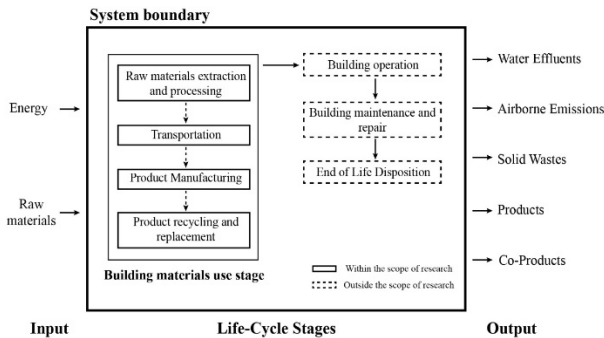 System boundary
Energy
Raw
materials
Raw materials extraction
and processing
Transportation
Product Manufacturing
Product recycling and
replacement
Building materials use stage
Building operation
Building maintenance and
repair
End of Life Disposition
Within the scope of research
Outside the scope of research
Water Effluents
Airborne Emissions
Solid Wastes
Products
Co-Products
Input
Life-Cycle Stages
Output